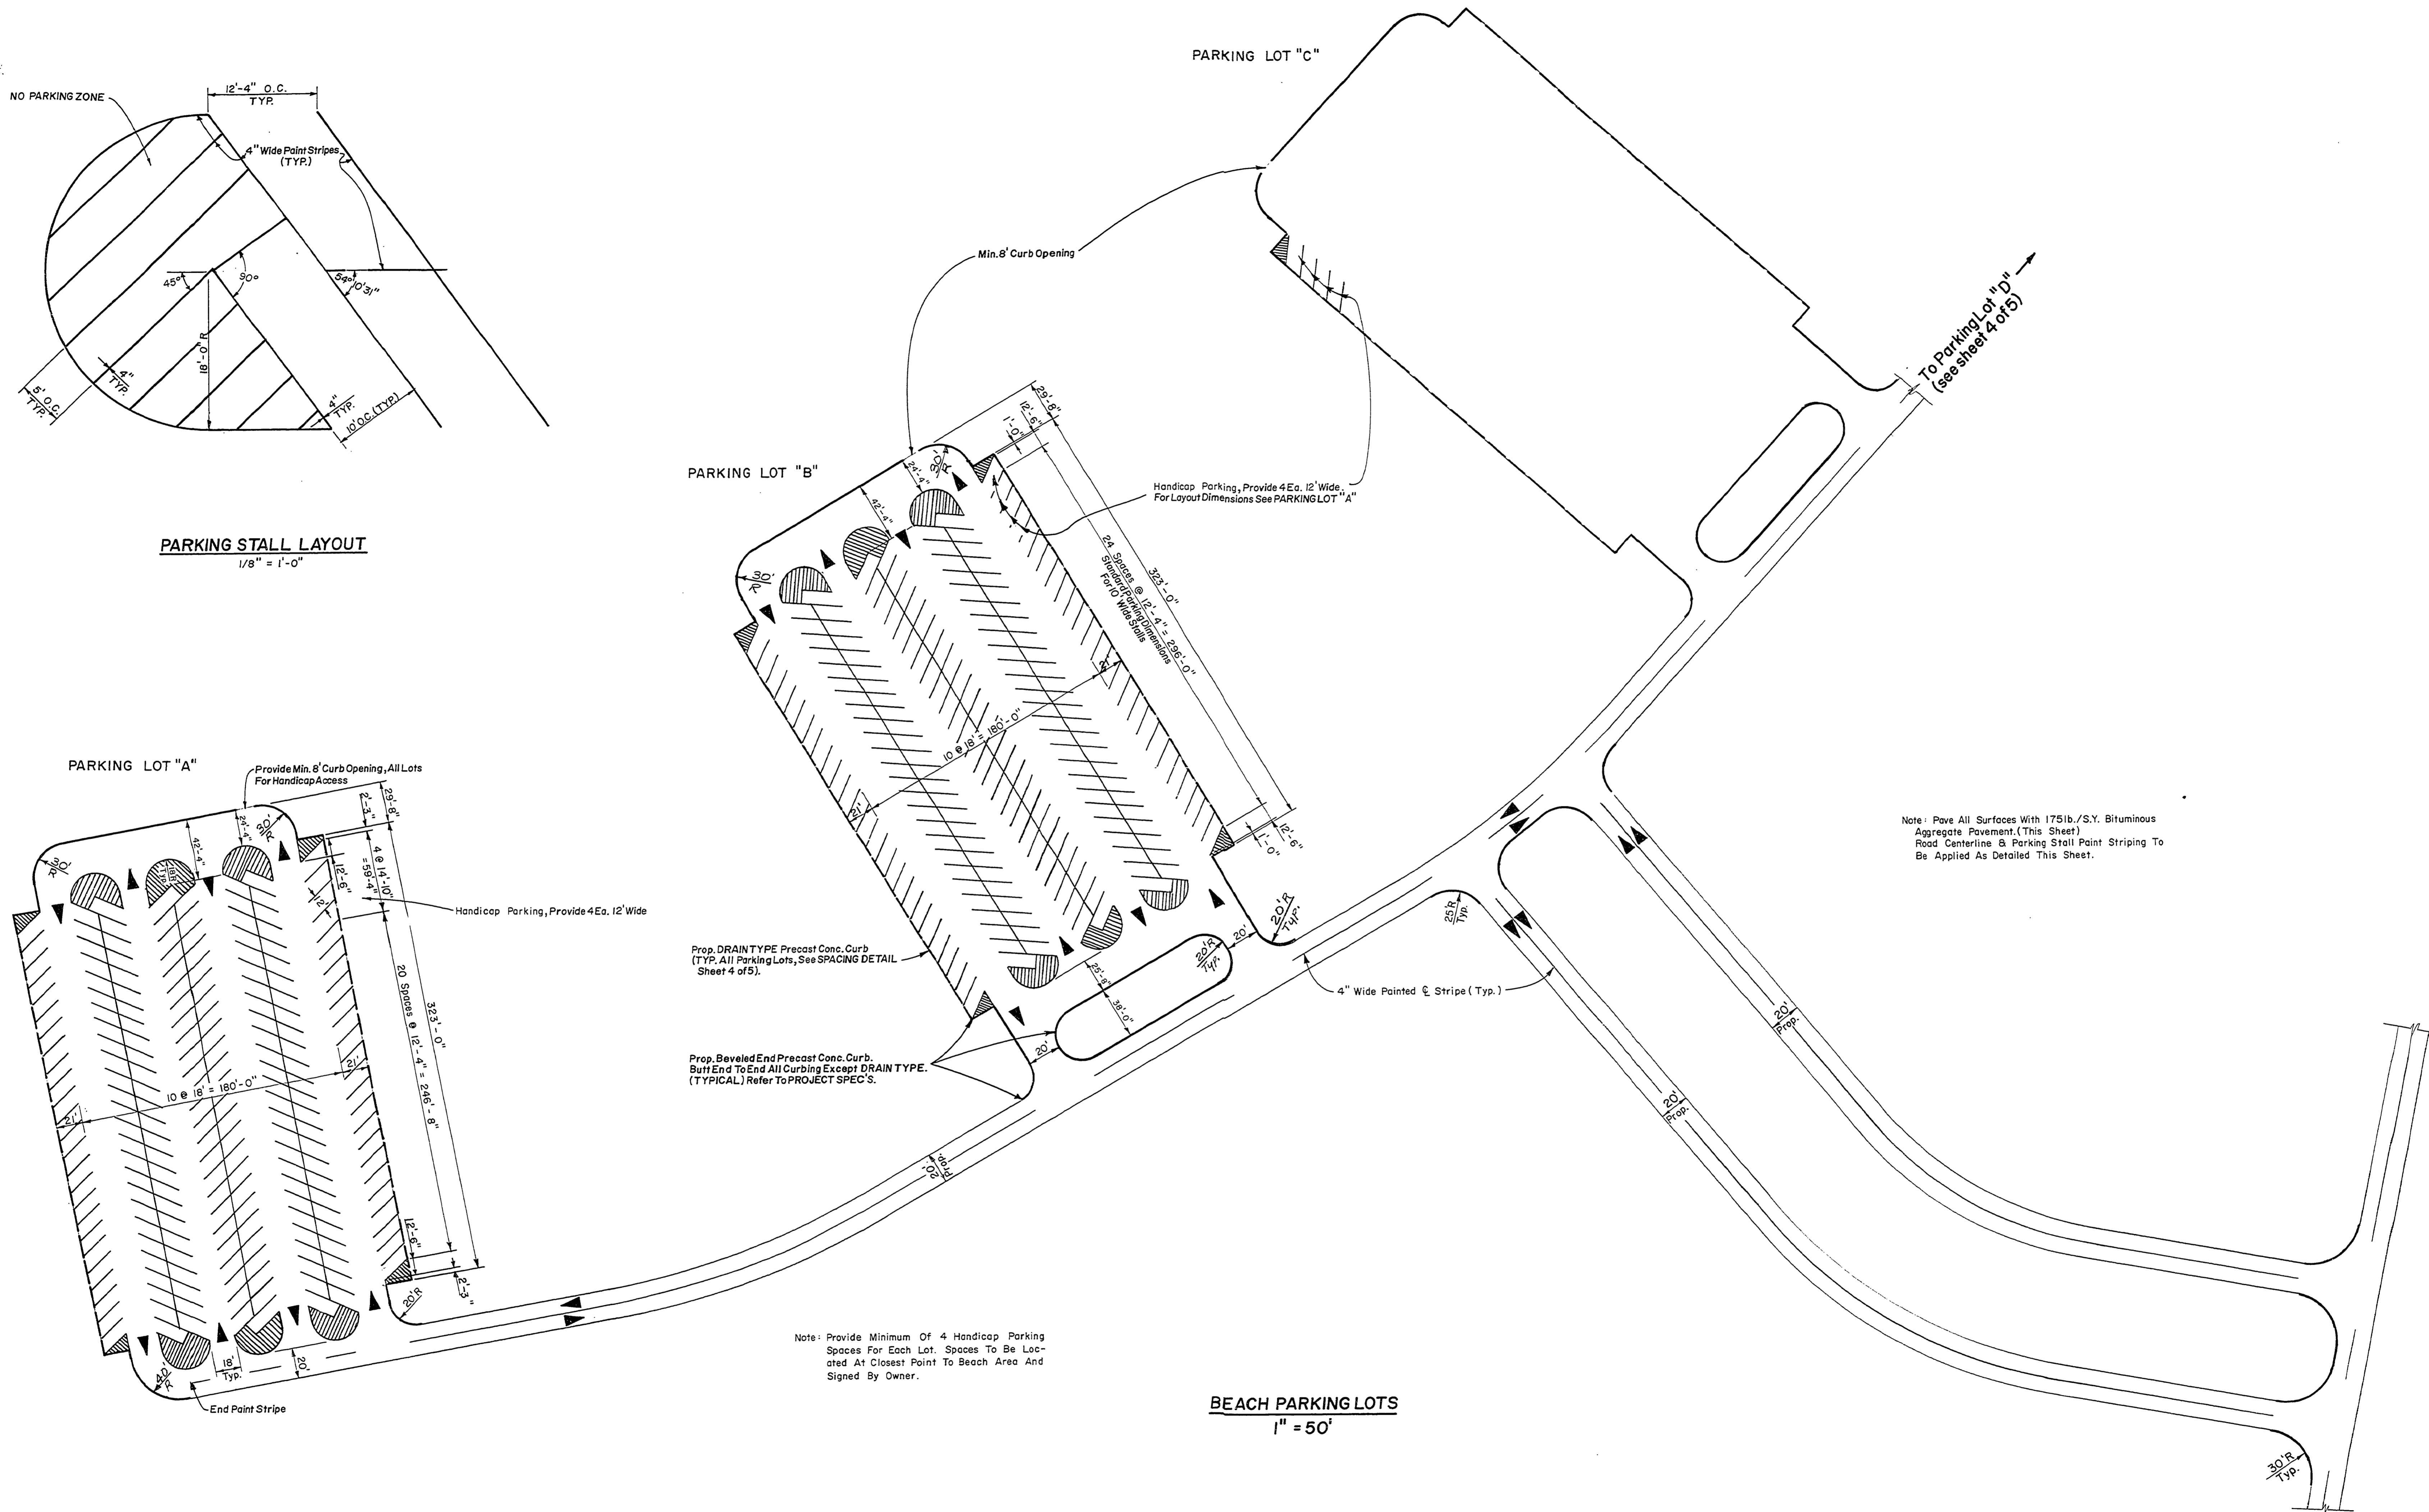 PARKING LOT "C"
NO PARKING ZONE
12'-4" O.C.
TYP.
4" Wide Paint Stripes
(TYP.)
45°
90°
54° 10'31"
18'-0" R
4"
TYP.
5' O.C.
TYP.
4"
TYP.
10' O.C. (TYP.)
PARKING STALL LAYOUT
1/8" = 1'-0"
Min. 8' Curb Opening
To Parking Lot "D"
(see sheet 4 of 5)
PARKING LOT "B"
29'-8"
12'-6"
1'-0"
24'-4"
30'
R
42'-4"
30'
R
Handicap Parking, Provide 4 Ea. 12' Wide.
For Layout Dimensions See PARKING LOT "A"
323'-0"
24 Spaces @ 12'-4" = 296'-0"
Standard Parking Dimensions
For 10' Wide Stalls
21'
10 @ 18' = 180'-0"
21'
1'-0"
12'-6"
20' R
TYP.
20'
20' R
Typ.
25'-8"
38'-0"
20'
Prop. DRAIN TYPE Precast Conc. Curb
(TYP. All Parking Lots, See SPACING DETAIL
Sheet 4 of 5).
Prop. Beveled End Precast Conc. Curb.
Butt End To End All Curbing Except DRAIN TYPE.
(TYPICAL) Refer To PROJECT SPEC'S.
25' R
Typ.
4" Wide Painted ℄ Stripe (Typ.)
20'
Prop.
20'
Prop.
20'
Prop.
Note: Pave All Surfaces With 175 lb./S.Y. Bituminous
Aggregate Pavement. (This Sheet)
Road Centerline & Parking Stall Paint Striping To
Be Applied As Detailed This Sheet.
PARKING LOT "A"
Provide Min. 8' Curb Opening, All Lots
For Handicap Access
29'-8"
2'-3"
24'-4"
30'
R
42'-4"
30'
R
18'R
Typ.
4 @ 14'-10"
= 59'-4"
12'-6"
12'
Handicap Parking, Provide 4 Ea. 12' Wide
323'-0"
20 Spaces @ 12'-4" = 246'-8"
21'
10 @ 18' = 180'-0"
21'
12'-6"
2'-3"
20' R
18'
Typ.
20'
40'
R
End Paint Stripe
Note: Provide Minimum Of 4 Handicap Parking
Spaces For Each Lot. Spaces To Be Loc-
ated At Closest Point To Beach Area And
Signed By Owner.
BEACH PARKING LOTS
1" = 50'
30' R
Typ.